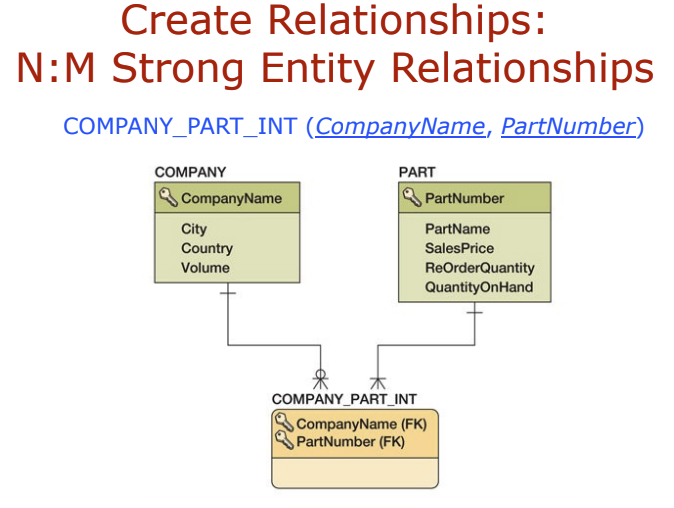 Create Relationships:
N:M Strong Entity Relationships
COMPANY_PART_INT (CompanyName, PartNumber)
COMPANY
CompanyName
City
Country
Volume
PART
PartNumber
PartName
SalesPrice
ReOrderQuantity
QuantityOnHand
COMPANY_PART_INT
CompanyName (FK)
PartNumber (FK)